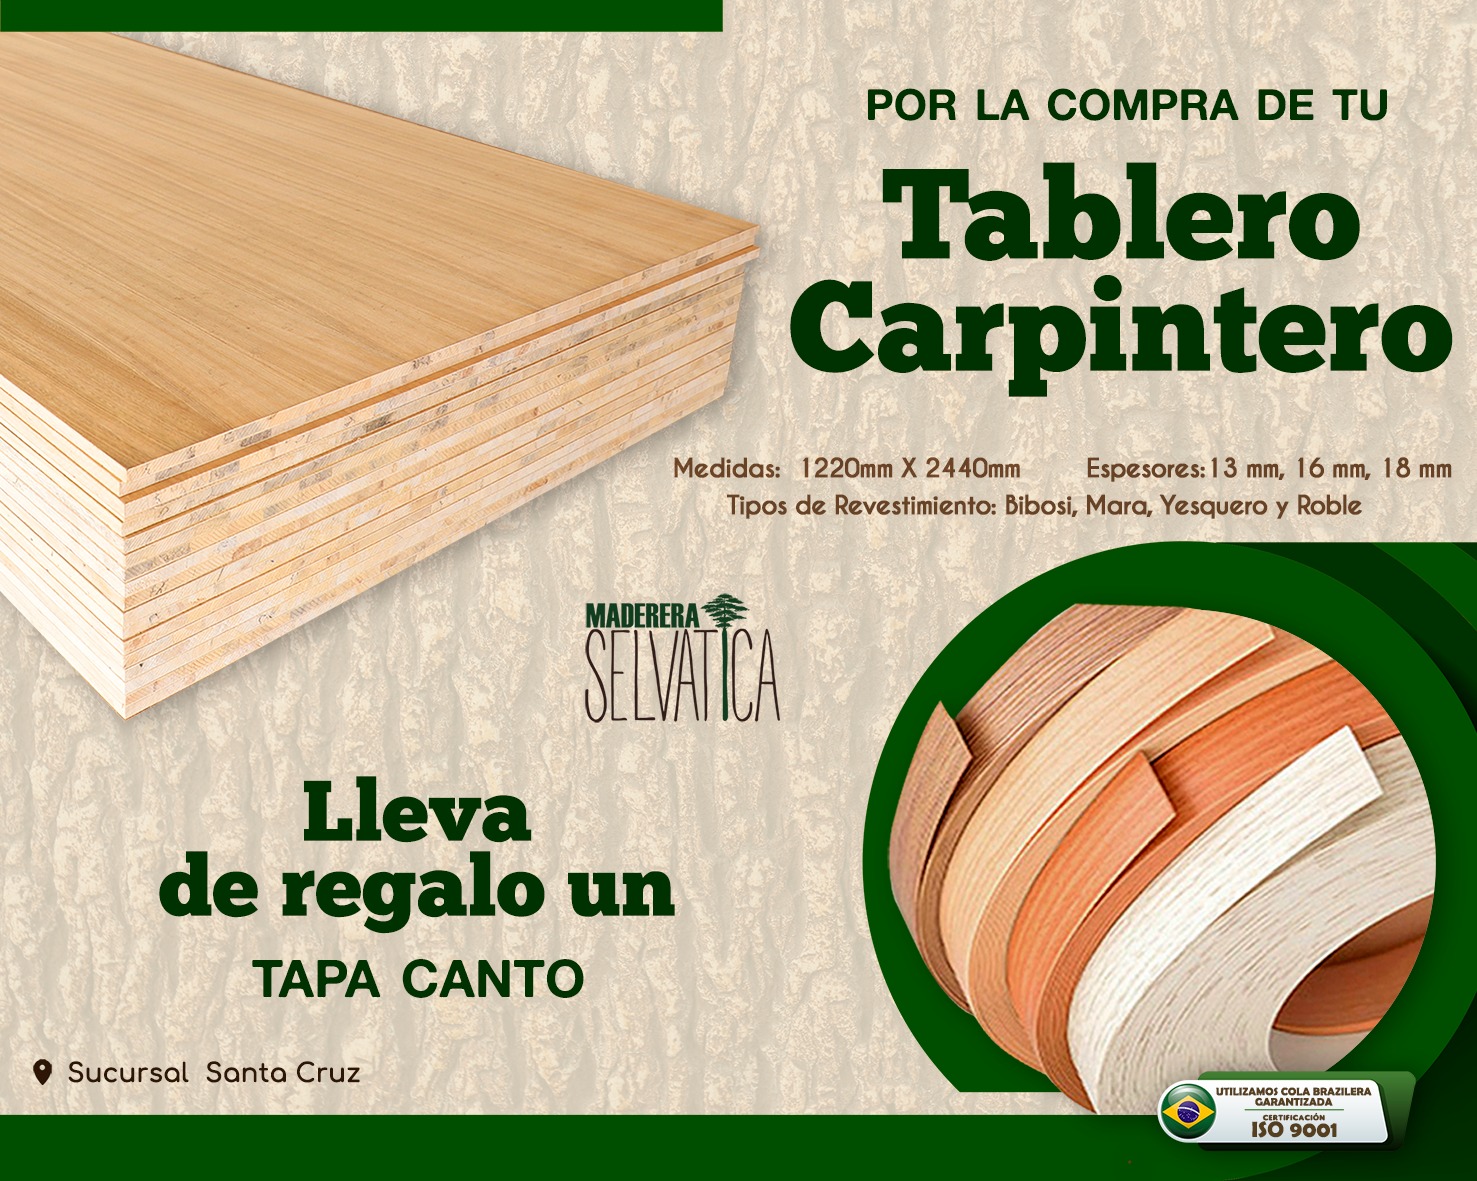 POR LA COMPRA DE TU
Tablero
Carpintero
Medidas: 1220mm X 2440mm Espesores:13 mm, 16 mm, 18 mm
Tipos de Revestimiento: Bibosi, Mara, Yesquero y Roble
MADERERA
SELVATICA
Lleva
de regalo un
TAPA CANTO
Sucursal Santa Cruz
UTILIZAMOS COLA BRAZILERA
GARANTIZADA
CERTIFICACIÓN
ISO 9001